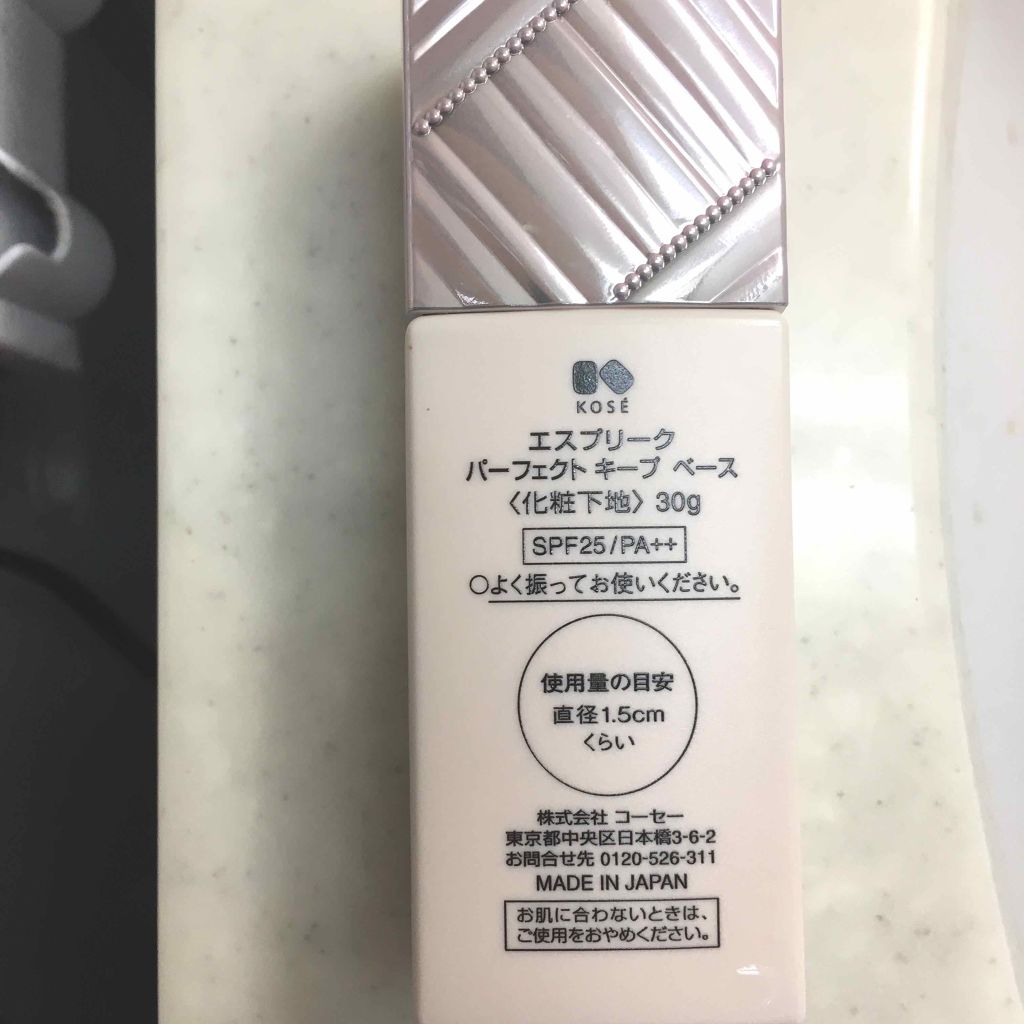 KOSÉ
エスプリーク
パーフェクト キープ ベース
〈化粧下地〉30g
SPF25/PA++
○よく振ってお使いください。
使用量の目安
直径1.5cm
くらい
株式会社 コーセー
東京都中央区日本橋3-6-2
お問合せ先 0120-526-311
MADE IN JAPAN
お肌に合わないときは、
ご使用をおやめください。